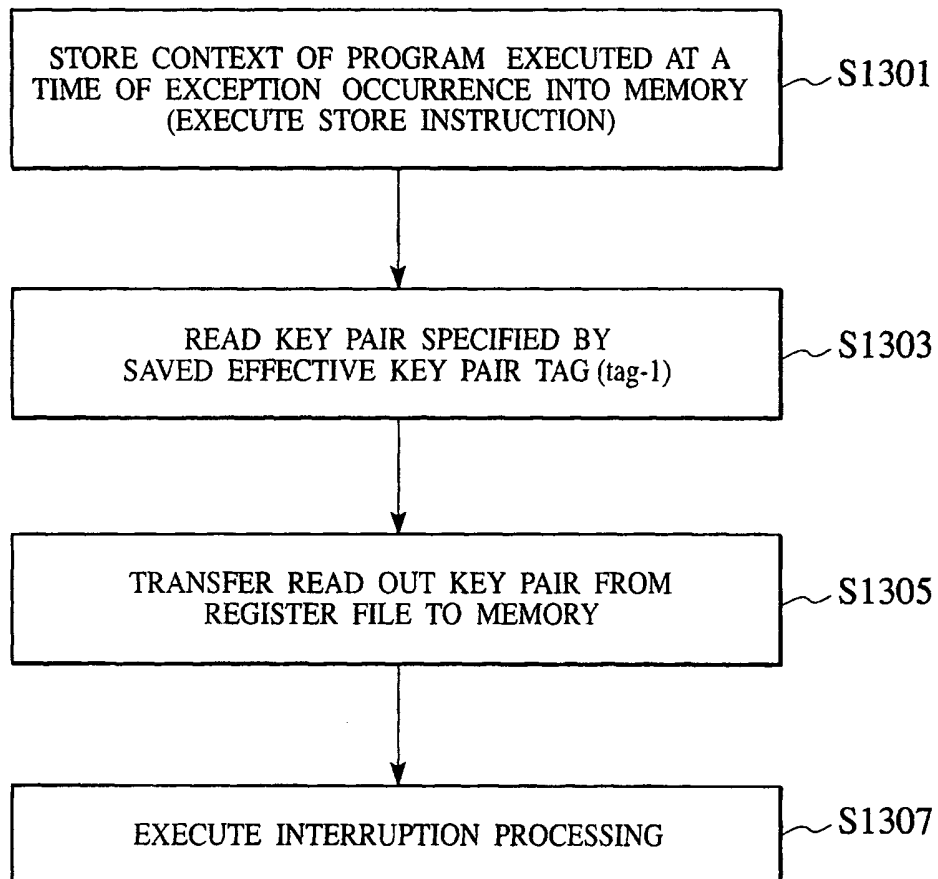 STORE CONTEXT OF PROGRAM EXECUTED AT A
TIME OF EXCEPTION OCCURRENCE INTO MEMORY
(EXECUTE STORE INSTRUCTION)
S1301
READ KEY PAIR SPECIFIED BY
SAVED EFFECTIVE KEY PAIR TAG (tag-1)
S1303
TRANSFER READ OUT KEY PAIR FROM
REGISTER FILE TO MEMORY
S1305
EXECUTE INTERRUPTION PROCESSING
S1307